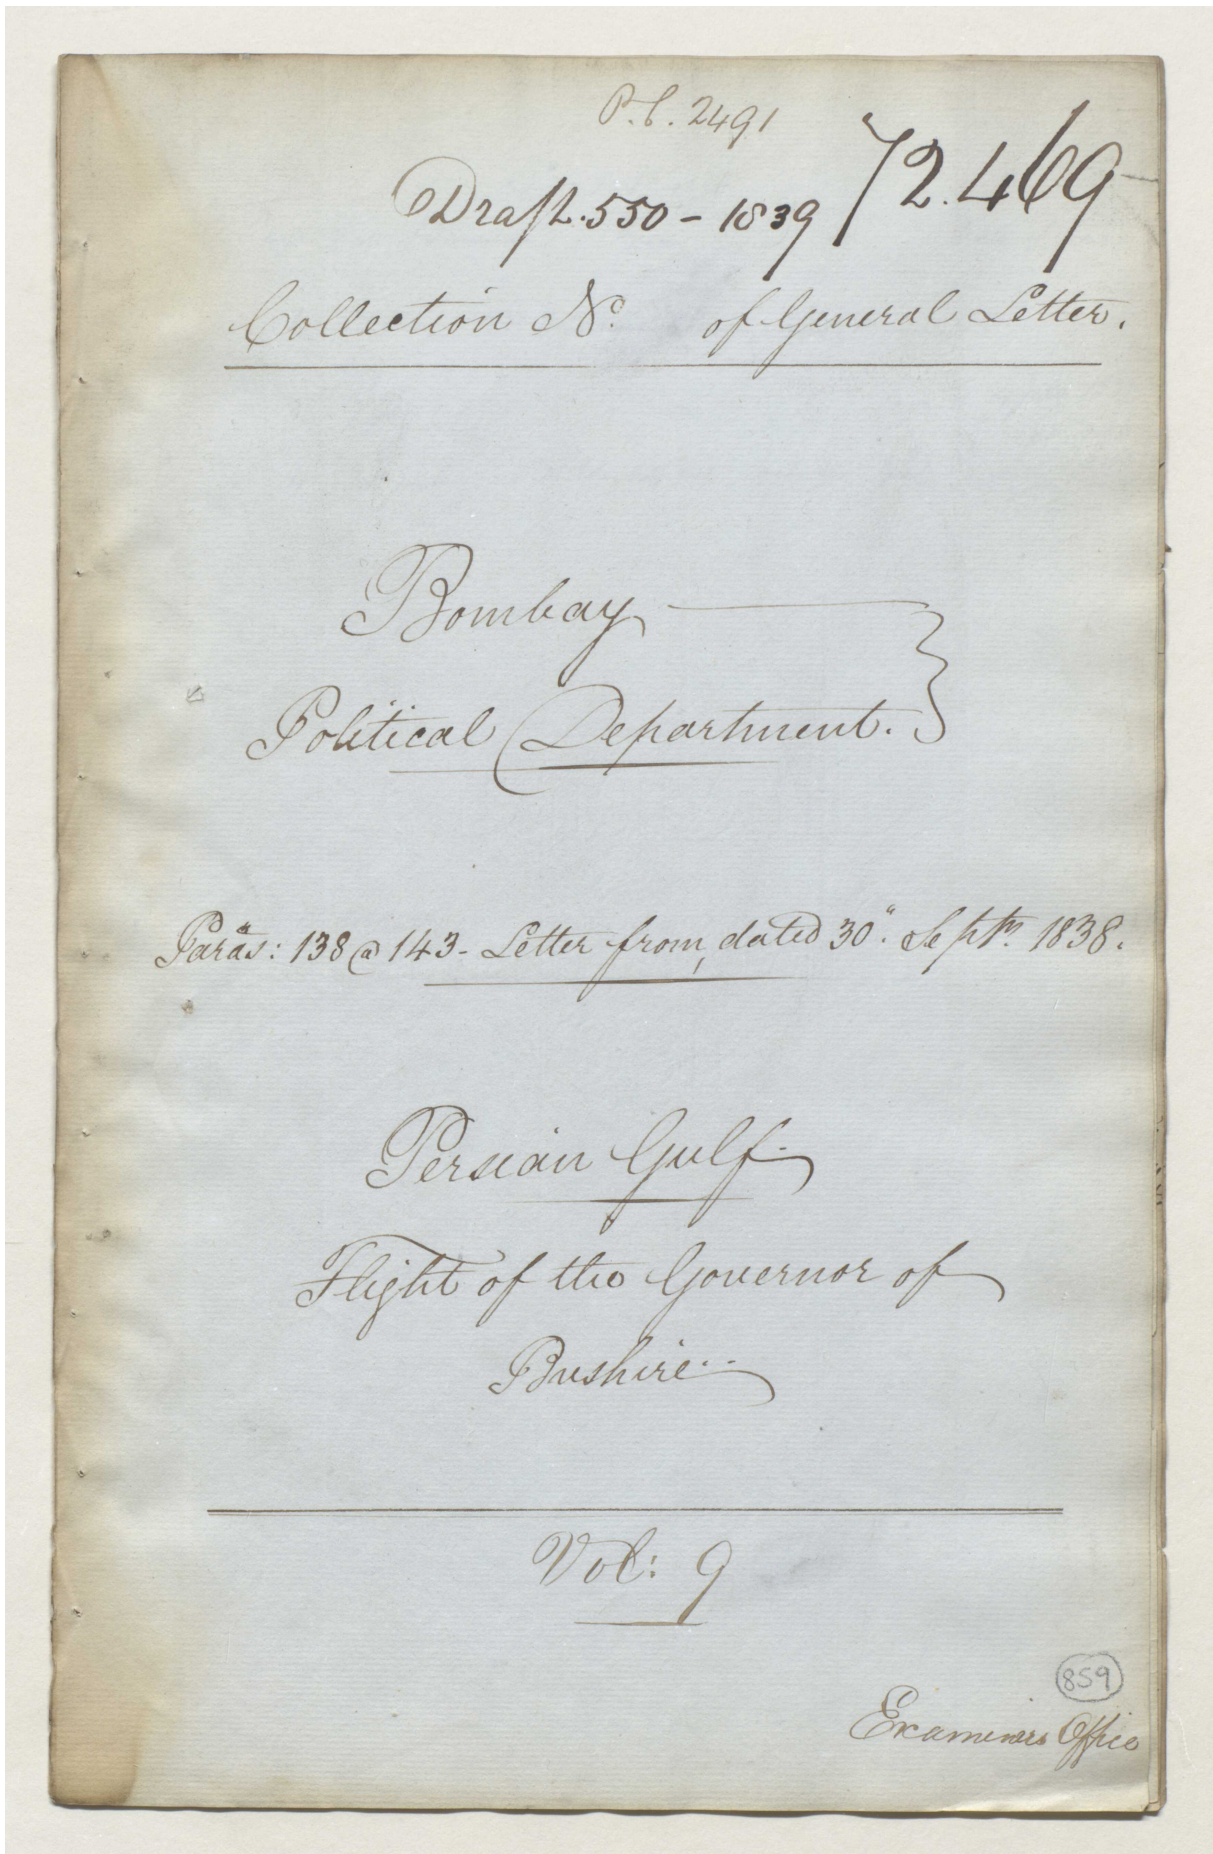 P.C. 2491
72.469
Draft. 550 - 1839
Collection No. of General Letter.
Bombay
Political Department.
Paras: 138 @ 143 - Letter from, dated 30". Septr. 1838.
Persian Gulf
Flight of the Governor of
Bushire
Vol: 9
859
Examiners Office